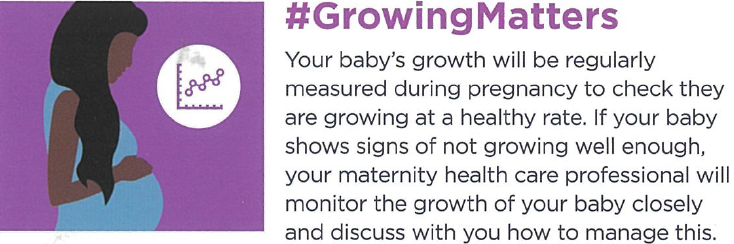 #GrowingMatters
Your baby's growth will be regularly
measured during pregnancy to check they
are growing at a healthy rate. If your baby
shows signs of not growing well enough,
your maternity health care professional will
monitor the growth of your baby closely
and discuss with you how to manage this.